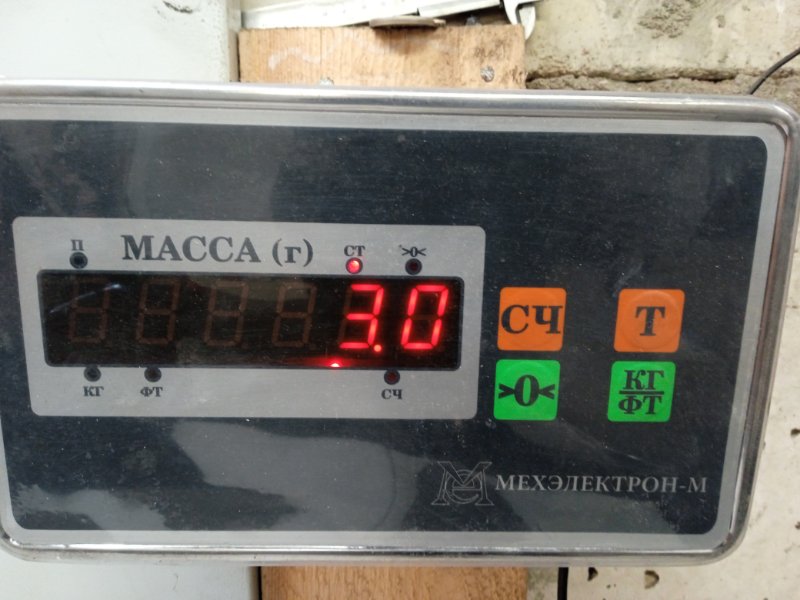 П МАССА (г) СТ >0<
3.0
КГ ФТ СЧ
СЧ Т
>0< КГ/ФТ
МЕХЭЛЕКТРОН-М